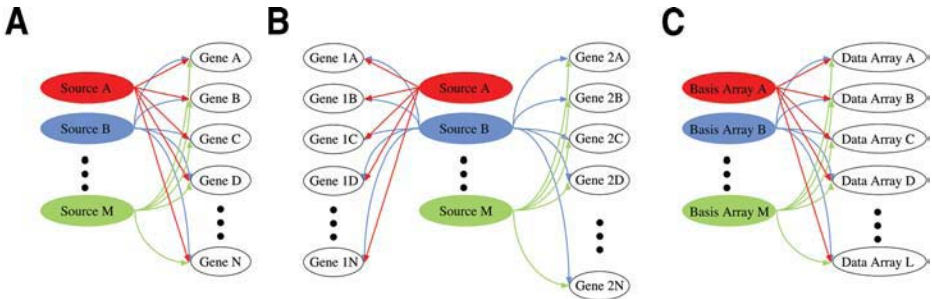 A
Source A
Source B
Source M
Gene A
Gene B
Gene C
Gene D
Gene N
B
Gene 1A
Gene 1B
Gene 1C
Gene 1D
Gene 1N
Source A
Source B
Source M
Gene 2A
Gene 2B
Gene 2C
Gene 2D
Gene 2N
C
Basis Array A
Basis Array B
Basis Array M
Data Array A
Data Array B
Data Array C
Data Array D
Data Array L